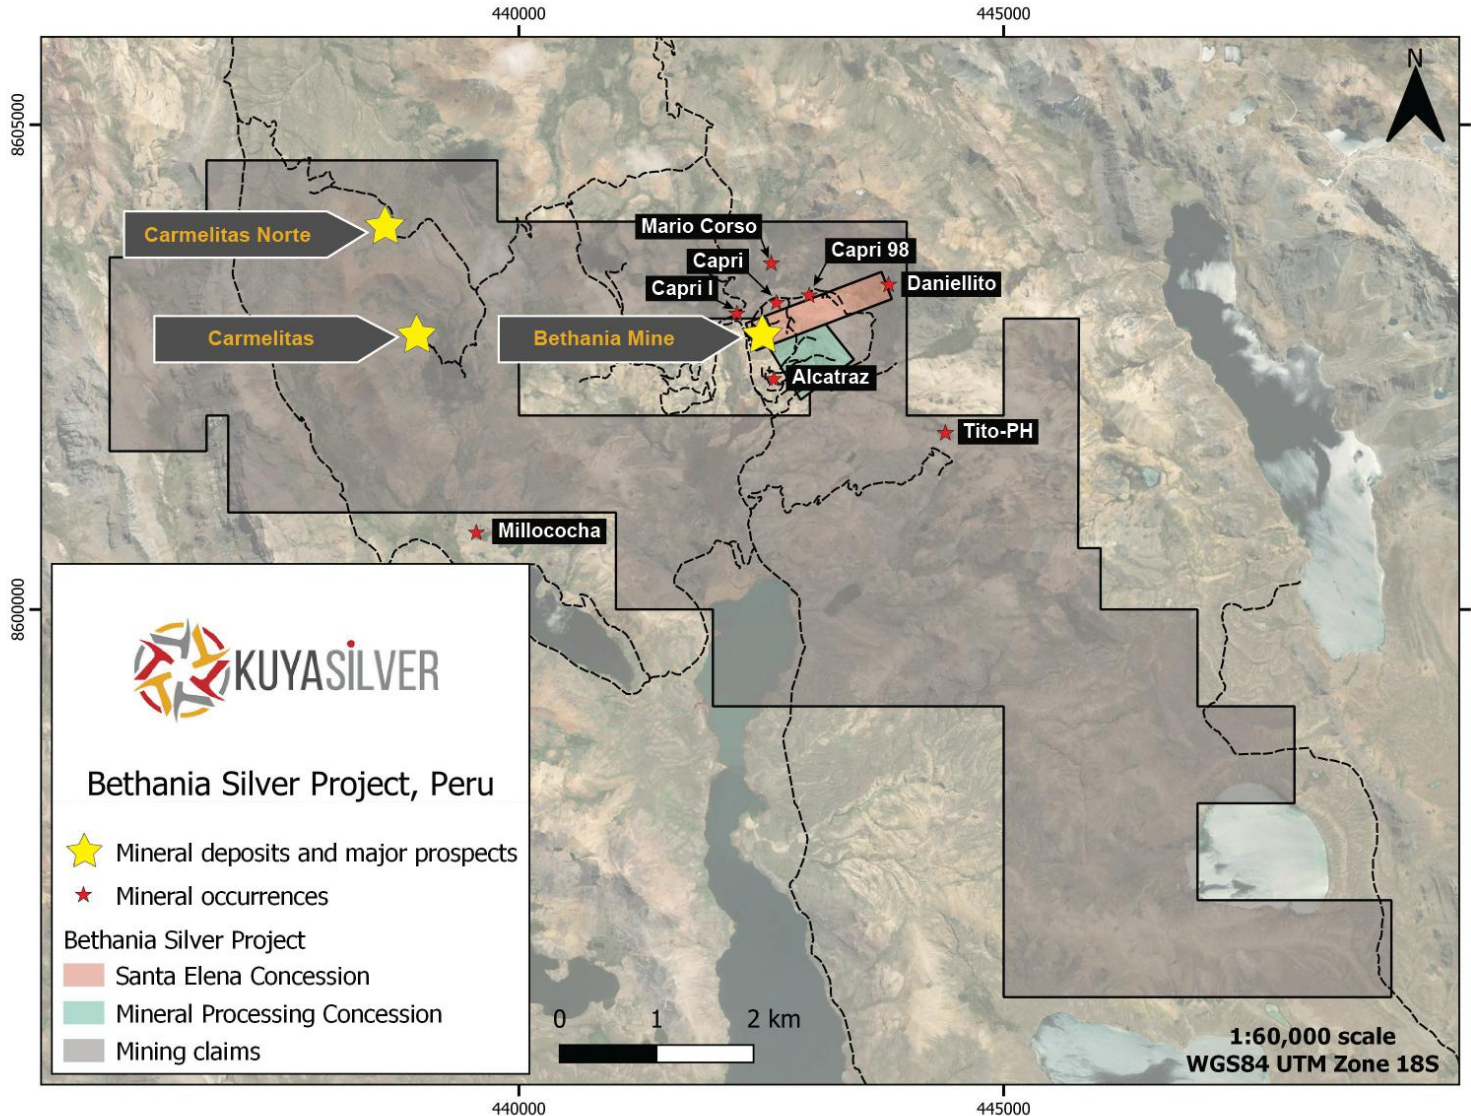 440000
445000
N
8605000
Carmelitas Norte
Mario Corso
Capri
Capri 98
Capri I
Daniellito
Carmelitas
Bethania Mine
Alcatraz
Tito-PH
Millococha
8600000
KUYASILVER
Bethania Silver Project, Peru
Mineral deposits and major prospects
Mineral occurrences
Bethania Silver Project
Santa Elena Concession
Mineral Processing Concession
Mining claims
0 1 2 km
1:60,000 scale
WGS84 UTM Zone 18S
440000
445000
8605000
8600000